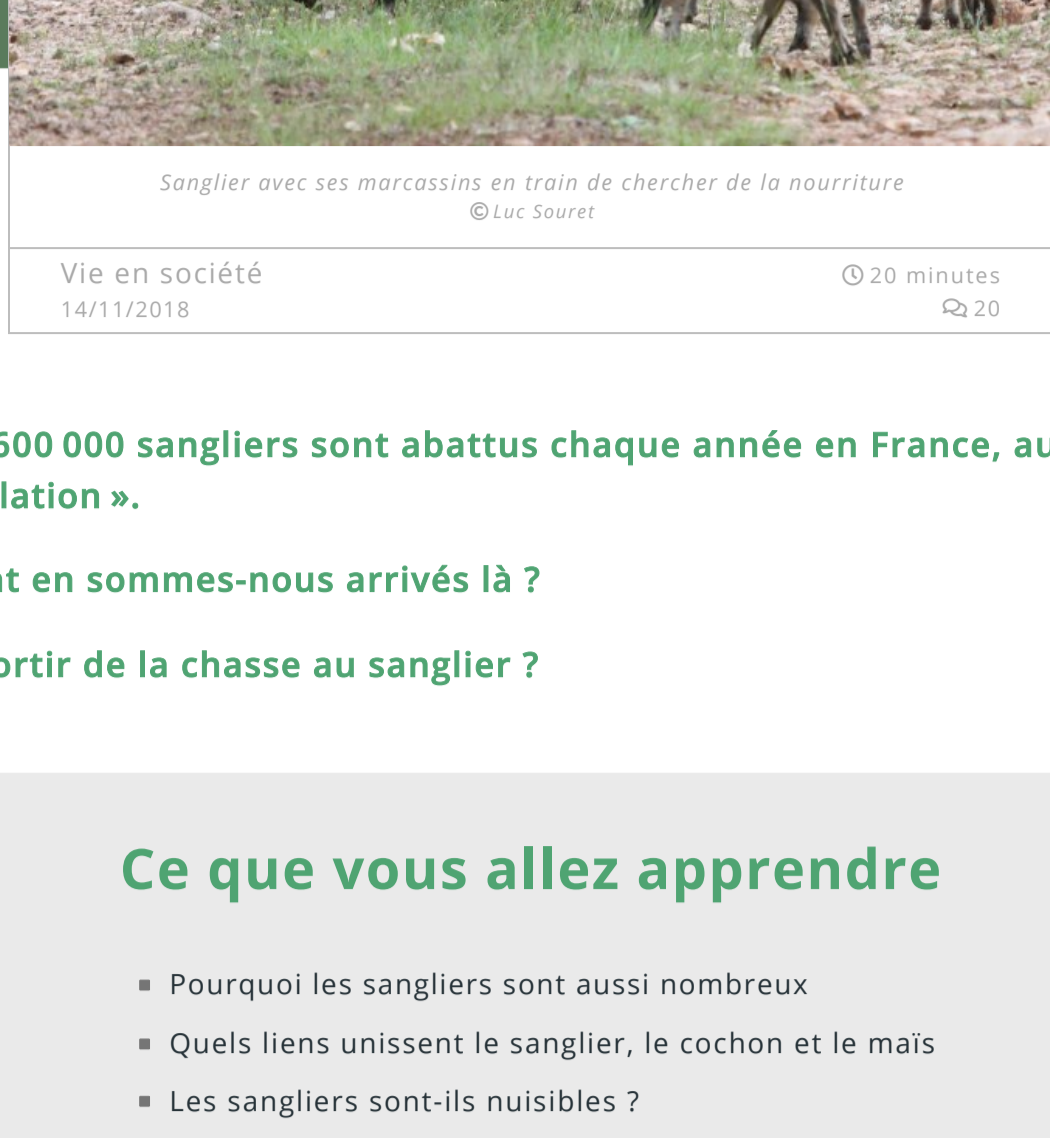 Sanglier avec ses marcassins en train de chercher de la nourriture
© Luc Souret
Vie en société
20 minutes
14/11/2018
20
600 000 sangliers sont abattus chaque année en France, au
lation ».
en sommes-nous arrivés là ?
ortir de la chasse au sanglier ?
Ce que vous allez apprendre
▪ Pourquoi les sangliers sont aussi nombreux
▪ Quels liens unissent le sanglier, le cochon et le maïs
▪ Les sangliers sont-ils nuisibles ?